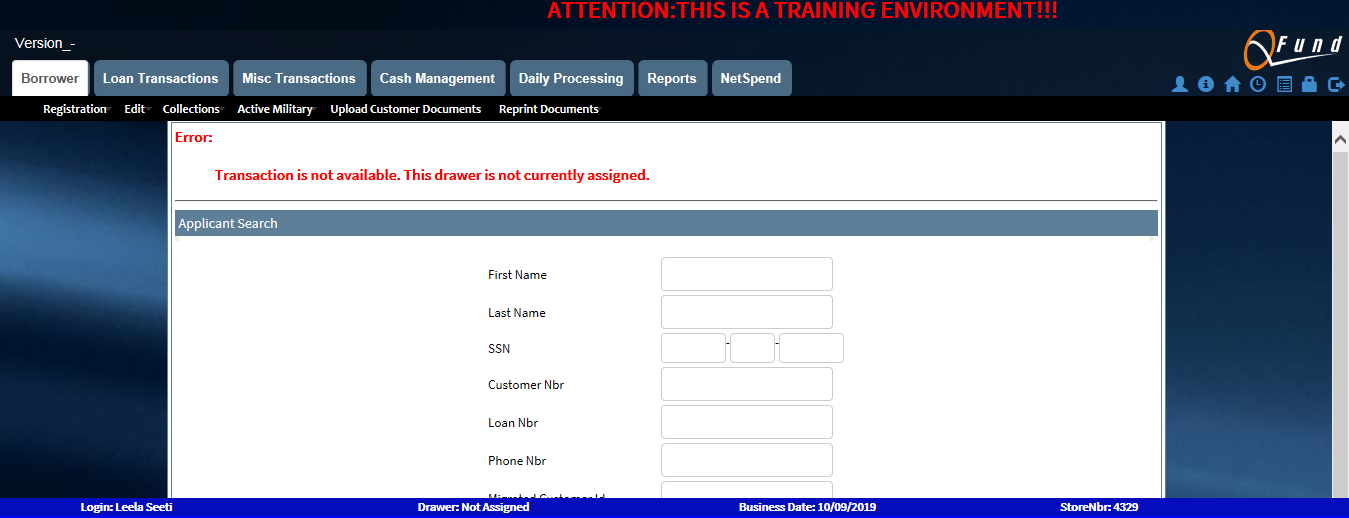 ATTENTION:THIS IS A TRAINING ENVIRONMENT!!!
Version_-
QFund
Borrower Loan Transactions Misc Transactions Cash Management Daily Processing Reports NetSpend
Registration Edit Collections Active Military Upload Customer Documents Reprint Documents
Error:
Transaction is not available. This drawer is not currently assigned.
Applicant Search
First Name
Last Name
SSN - -
Customer Nbr
Loan Nbr
Phone Nbr
Migrated Customer Id
Login: Leela Seeti Drawer: Not Assigned Business Date: 10/09/2019 StoreNbr: 4329